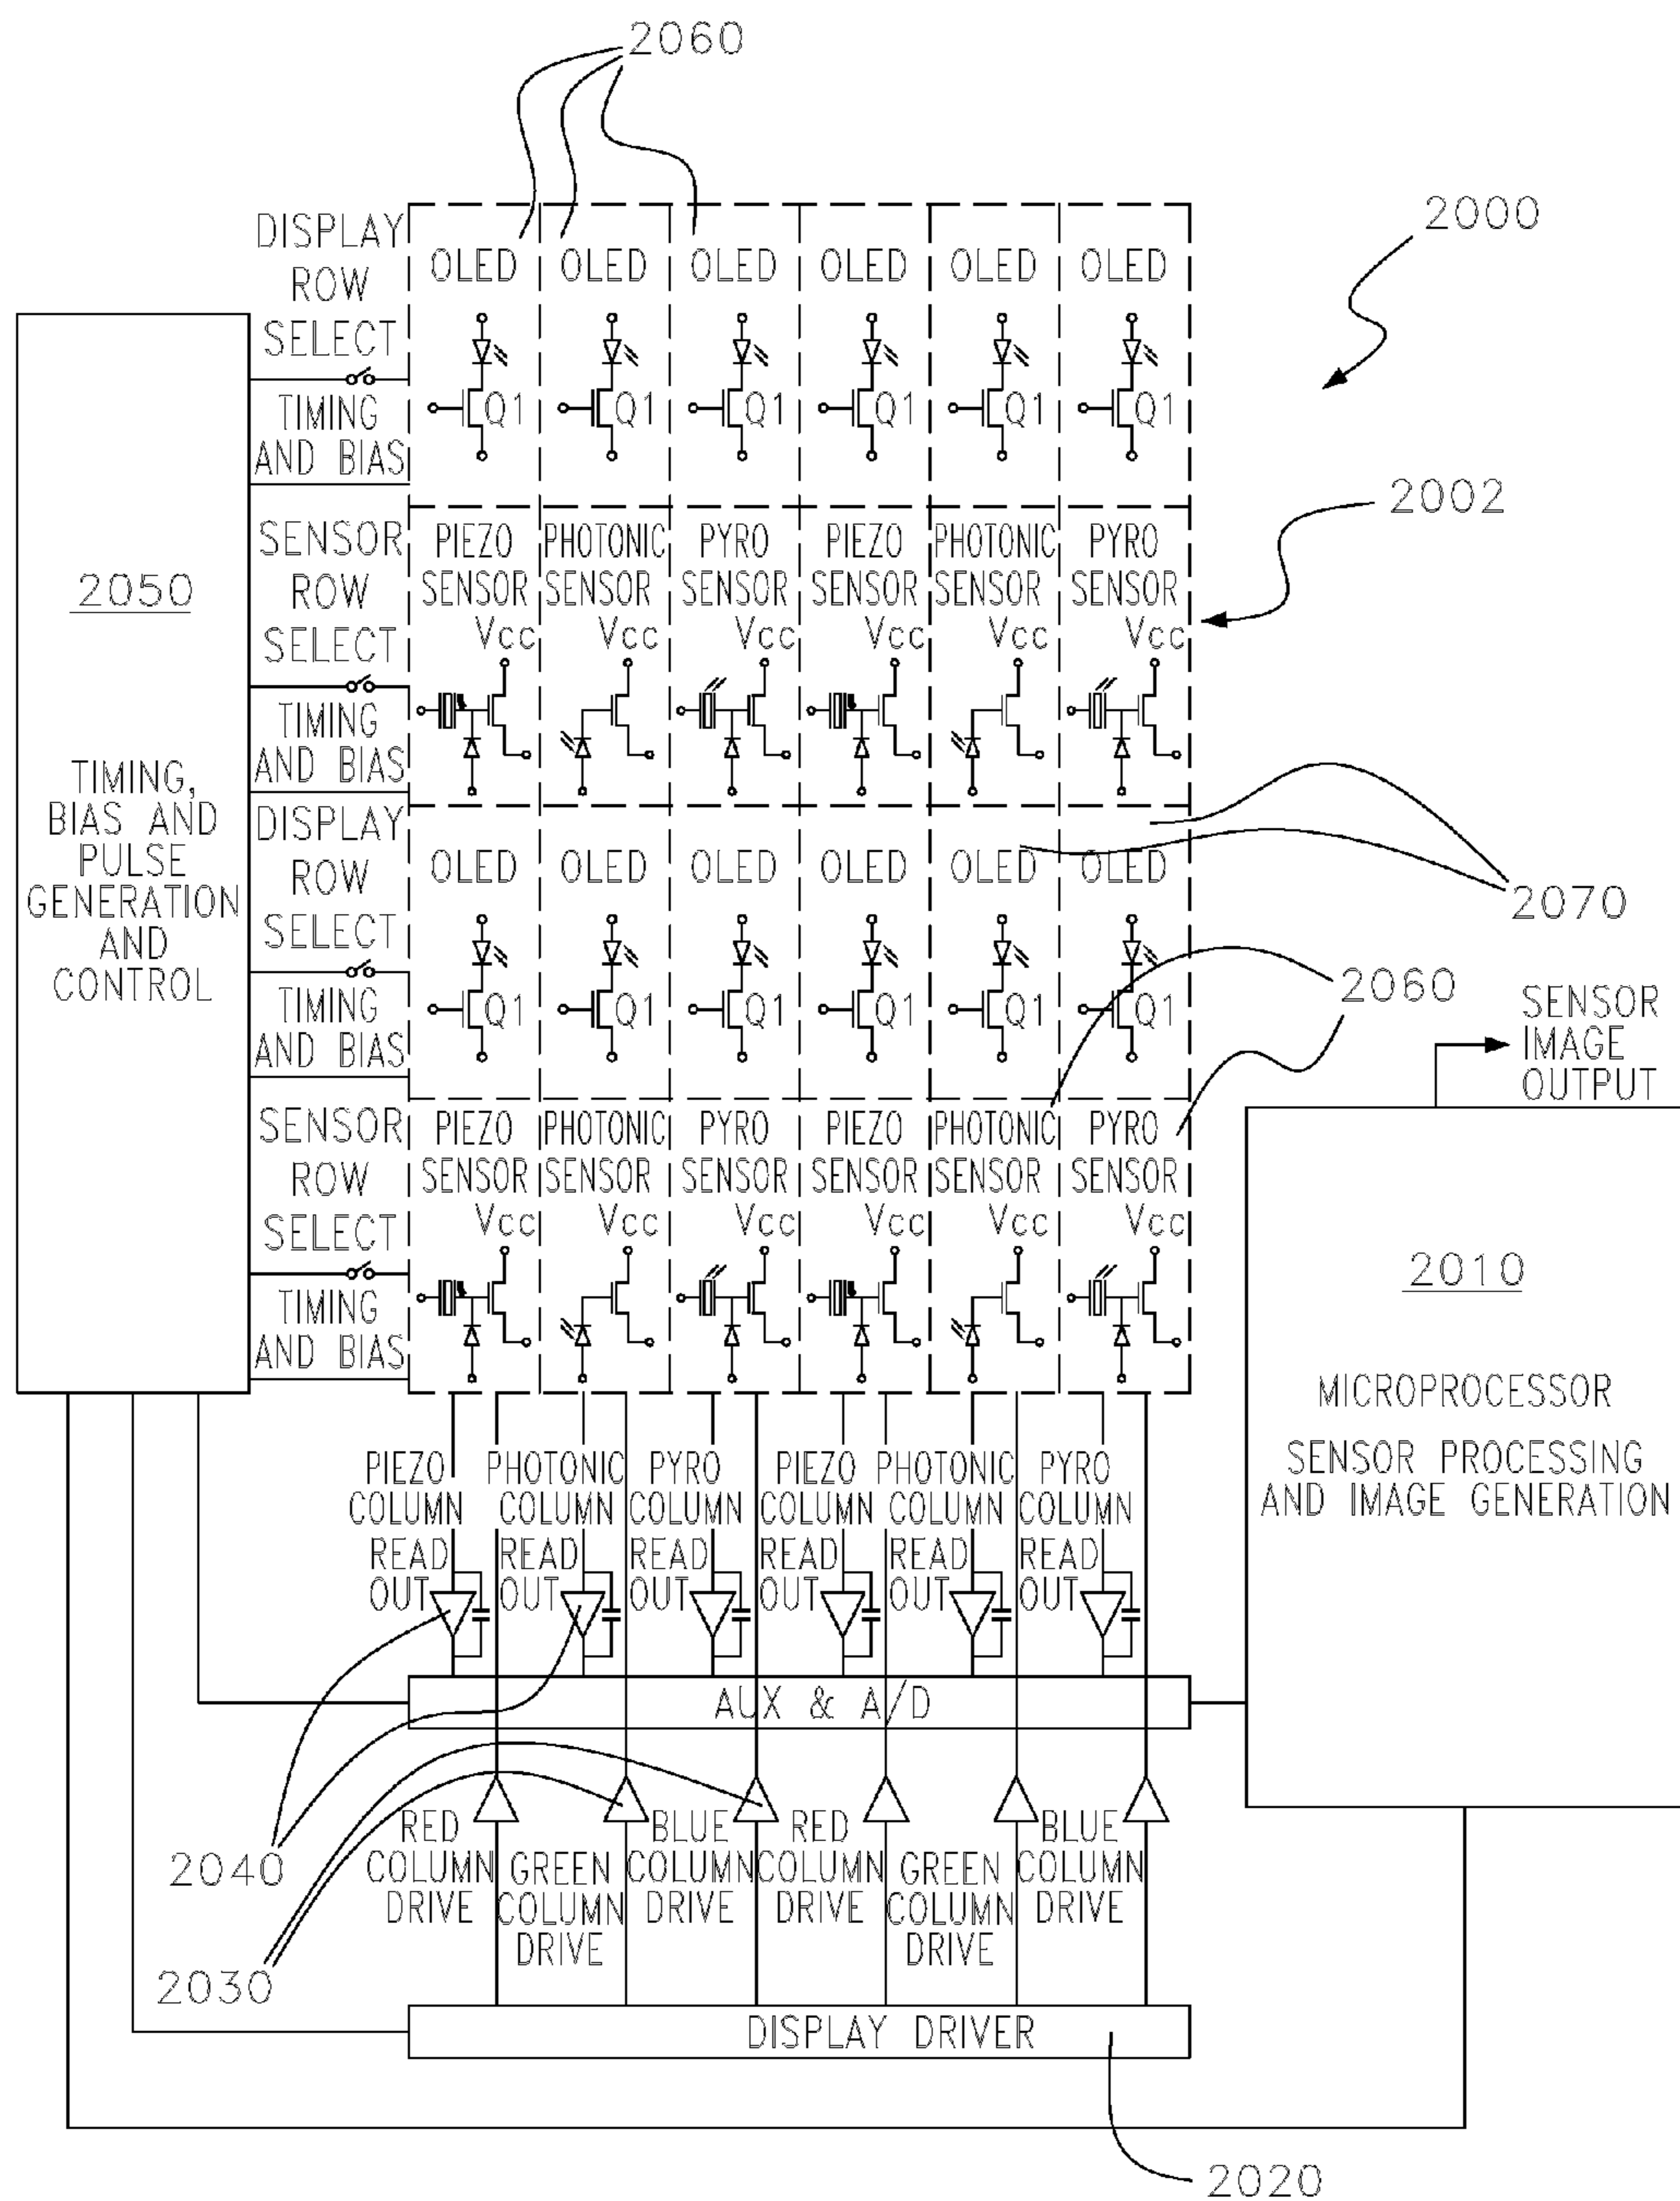 2060
2000
DISPLAY ROW SELECT
OLED OLED OLED OLED OLED OLED
TIMING AND BIAS
Q1 Q1 Q1 Q1 Q1 Q1
2002
SENSOR ROW SELECT
PIEZO SENSOR PHOTONIC SENSOR PYRO SENSOR PIEZO SENSOR PHOTONIC SENSOR PYRO SENSOR
Vcc Vcc Vcc Vcc Vcc Vcc
TIMING AND BIAS
2050
TIMING,
BIAS AND
PULSE
GENERATION
AND
CONTROL
DISPLAY ROW SELECT
OLED OLED OLED OLED OLED OLED
2070
TIMING AND BIAS
Q1 Q1 Q1 Q1 Q1 Q1
2060
SENSOR
IMAGE
OUTPUT
SENSOR ROW SELECT
PIEZO SENSOR PHOTONIC SENSOR PYRO SENSOR PIEZO SENSOR PHOTONIC SENSOR PYRO SENSOR
Vcc Vcc Vcc Vcc Vcc Vcc
TIMING AND BIAS
2010
MICROPROCESSOR
SENSOR PROCESSING
AND IMAGE GENERATION
PIEZO PHOTONIC PYRO PIEZO PHOTONIC PYRO
COLUMN COLUMN COLUMN COLUMN COLUMN COLUMN
READ READ READ READ READ READ
OUT OUT OUT OUT OUT OUT
AUX & A/D
2040
RED COLUMN DRIVE
GREEN COLUMN DRIVE
BLUE COLUMN DRIVE
RED COLUMN DRIVE
GREEN COLUMN DRIVE
BLUE COLUMN DRIVE
2030
DISPLAY DRIVER
2020